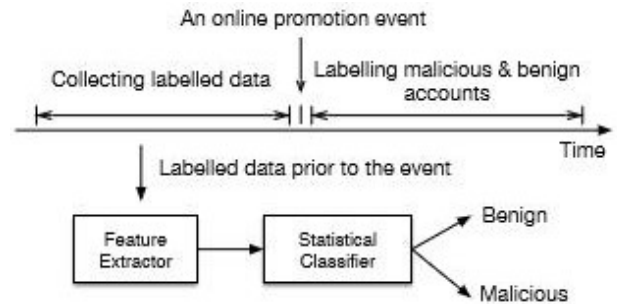 An online promotion event
Collecting labelled data
Labelling malicious & benign
accounts
Time
Labelled data prior to the event
Feature
Extractor
Statistical
Classifier
Benign
Malicious